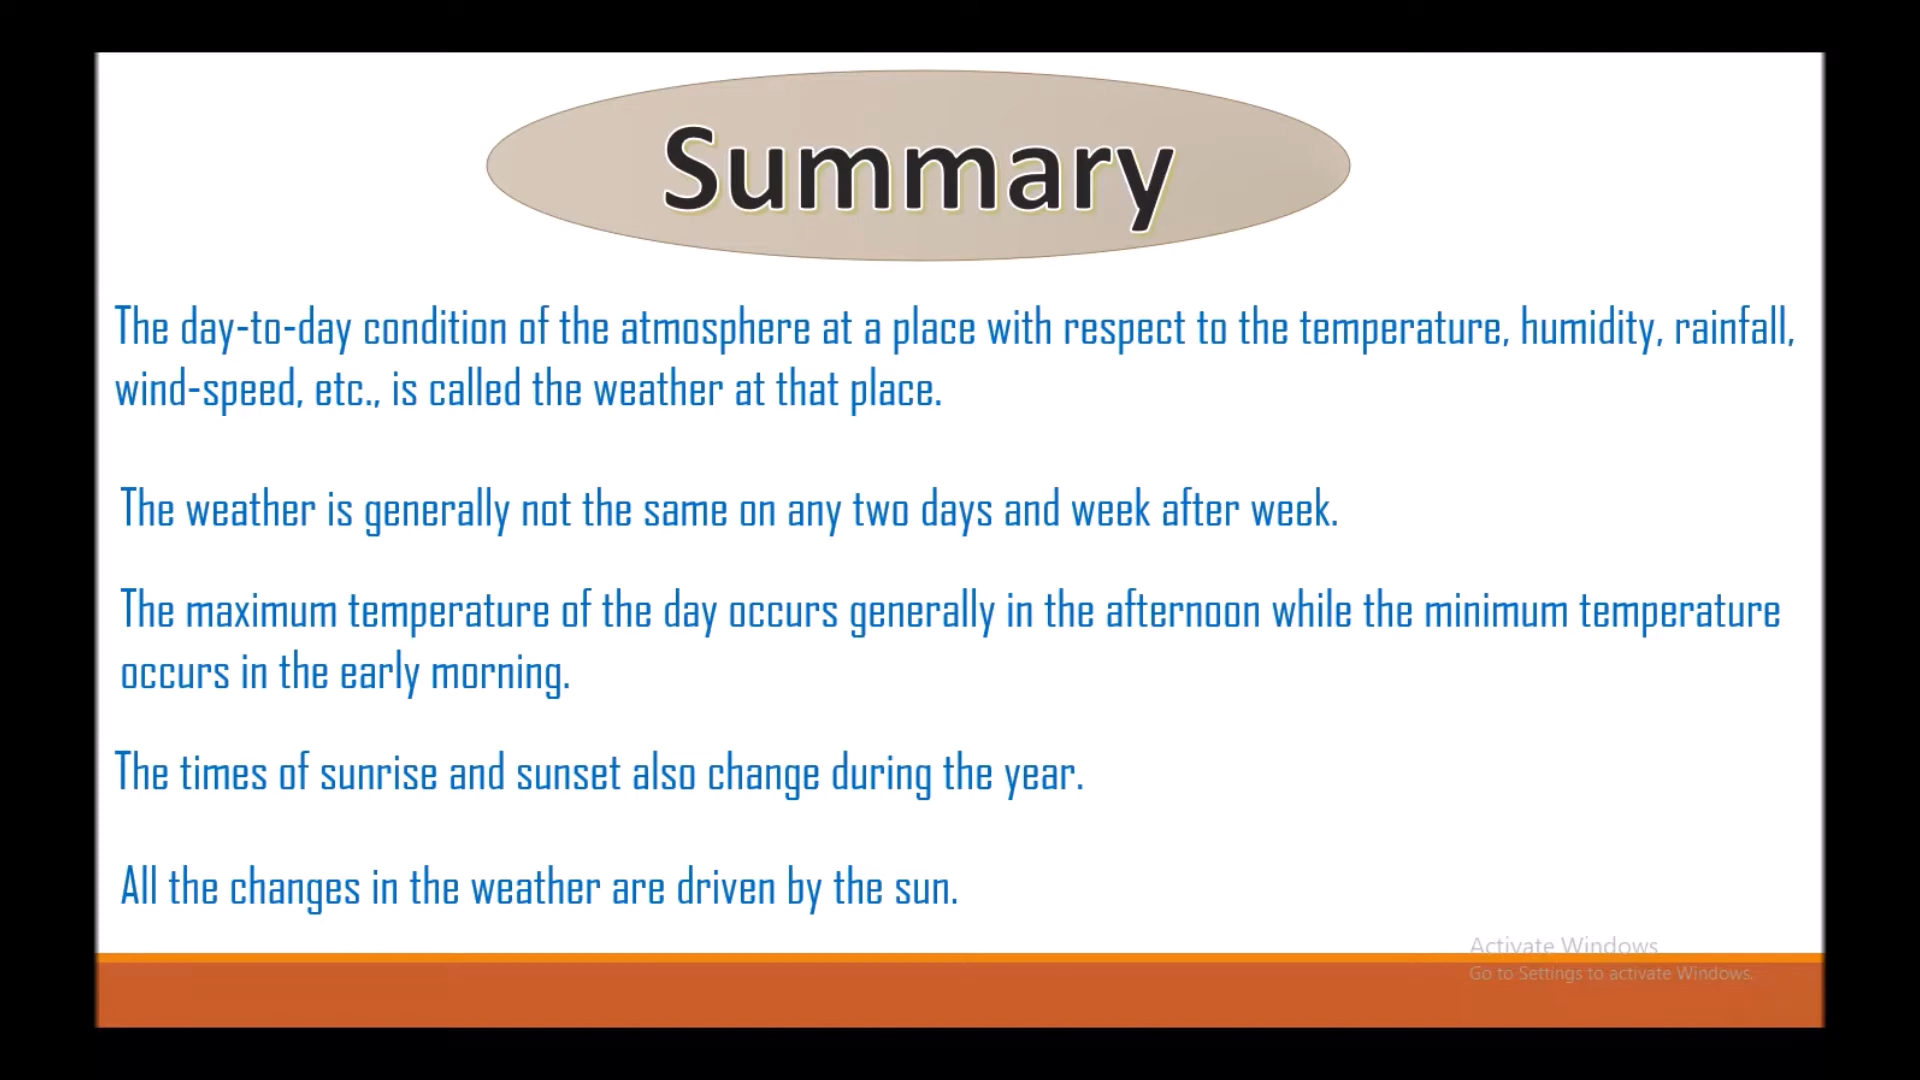 Summary
The day-to-day condition of the atmosphere at a place with respect to the temperature, humidity, rainfall,
wind-speed, etc., is called the weather at that place.
The weather is generally not the same on any two days and week after week.
The maximum temperature of the day occurs generally in the afternoon while the minimum temperature
occurs in the early morning.
The times of sunrise and sunset also change during the year.
All the changes in the weather are driven by the sun.
Activate Windows
Go to Settings to activate Windows.